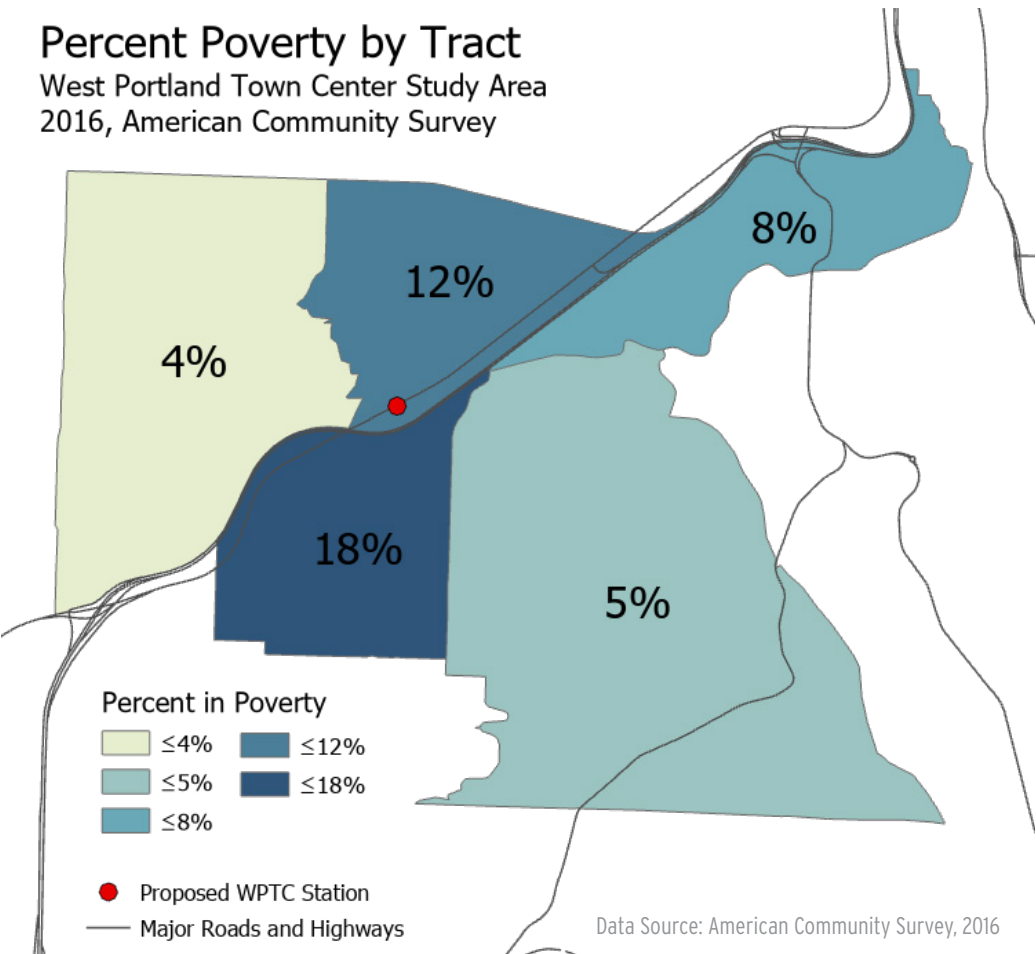 Percent Poverty by Tract
West Portland Town Center Study Area
2016, American Community Survey
8%
12%
4%
18%
5%
Percent in Poverty
≤4%
≤12%
≤5%
≤18%
≤8%
Proposed WPTC Station
Major Roads and Highways
Data Source: American Community Survey, 2016